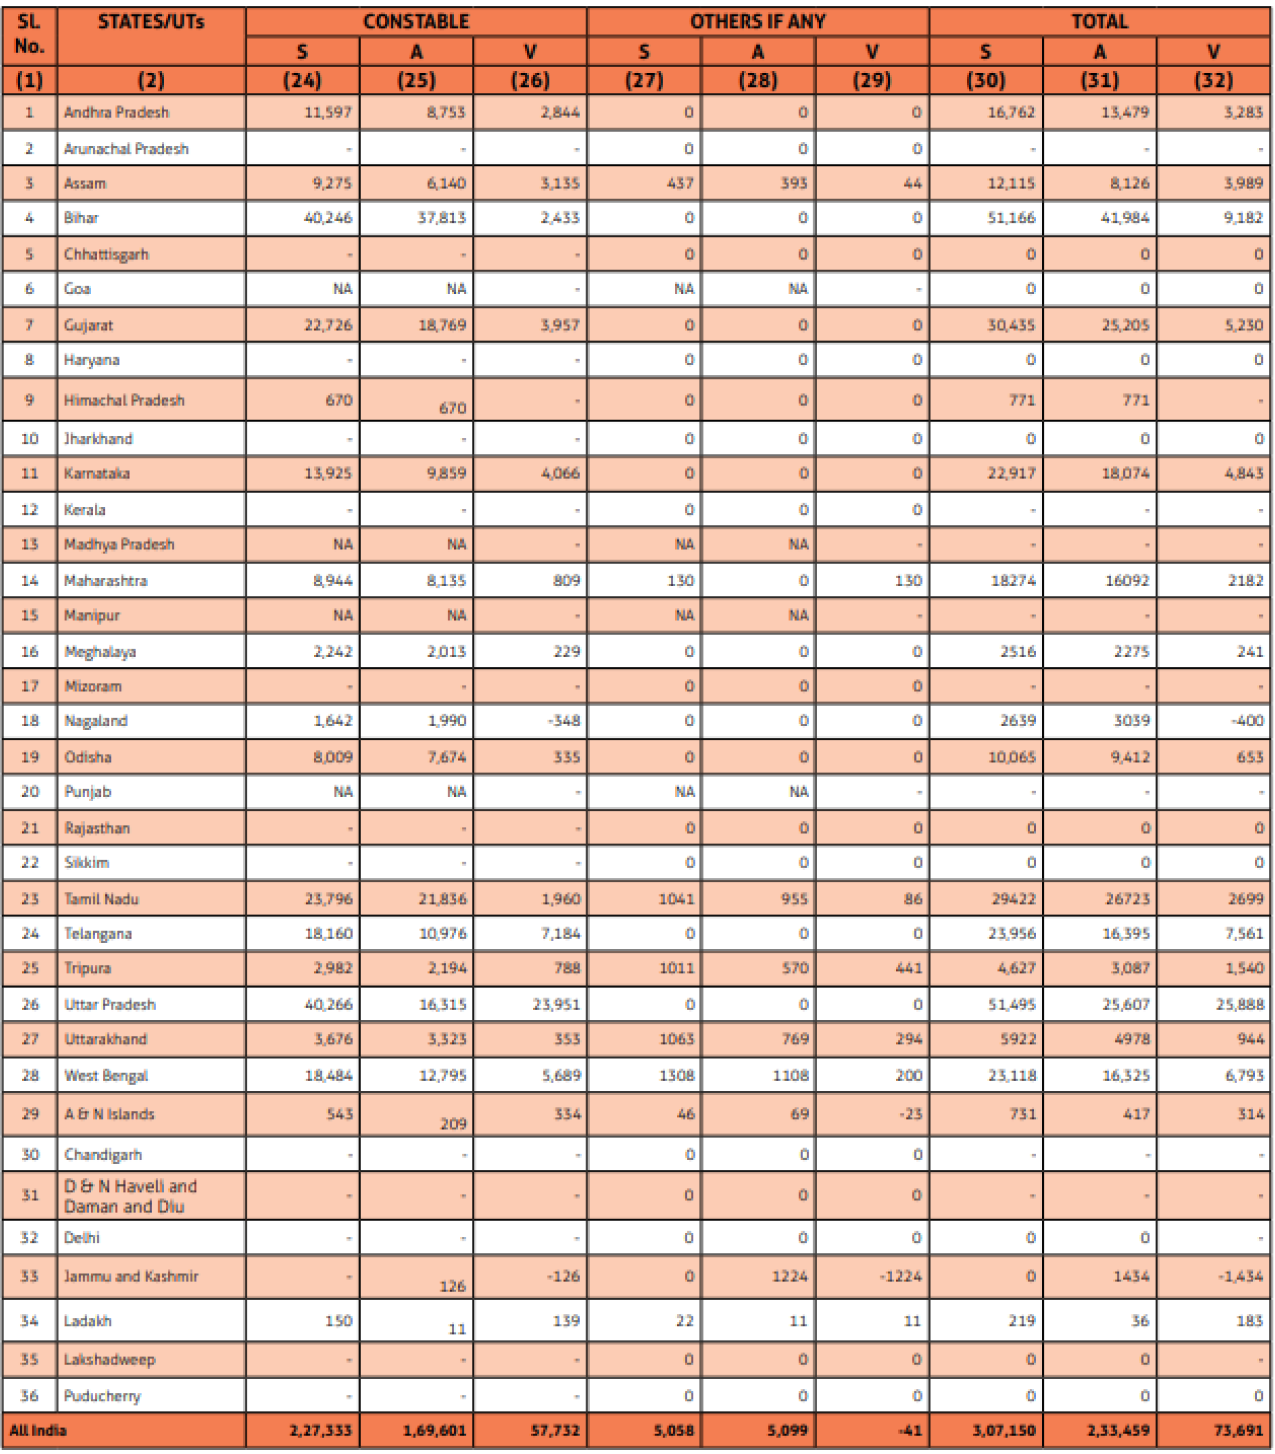 SL No. STATES/UTs CONSTABLE OTHERS IF ANY TOTAL
S A V S A V S A V
(1) (2) (24) (25) (26) (27) (28) (29) (30) (31) (32)
1 Andhra Pradesh 11,597 8,753 2,844 0 0 0 16,762 13,479 3,283
2 Arunachal Pradesh - - - 0 0 0 - - -
3 Assam 9,275 6,140 3,135 437 393 44 12,115 8,126 3,989
4 Bihar 40,246 37,813 2,433 0 0 0 51,166 41,984 9,182
5 Chhattisgarh - - - 0 0 0 0 0 0
6 Goa NA NA - NA NA - 0 0 0
7 Gujarat 22,726 18,769 3,957 0 0 0 30,435 25,205 5,230
8 Haryana - - - 0 0 0 0 0 0
9 Himachal Pradesh 670 670 - 0 0 0 771 771 -
10 Jharkhand - - - 0 0 0 0 0 0
11 Karnataka 13,925 9,859 4,066 0 0 0 22,917 18,074 4,843
12 Kerala - - - 0 0 0 - - -
13 Madhya Pradesh NA NA - NA NA - - - -
14 Maharashtra 8,944 8,135 809 130 0 130 18274 16092 2182
15 Manipur NA NA - NA NA - - - -
16 Meghalaya 2,242 2,013 229 0 0 0 2516 2275 241
17 Mizoram - - - 0 0 0 - - -
18 Nagaland 1,642 1,990 -348 0 0 0 2639 3039 -400
19 Odisha 8,009 7,674 335 0 0 0 10,065 9,412 653
20 Punjab NA NA - NA NA - - - -
21 Rajasthan - - - 0 0 0 0 0 0
22 Sikkim - - - 0 0 0 0 0 0
23 Tamil Nadu 23,796 21,836 1,960 1041 955 86 29422 26723 2699
24 Telangana 18,160 10,976 7,184 0 0 0 23,956 16,395 7,561
25 Tripura 2,982 2,194 788 1011 570 441 4,627 3,087 1,540
26 Uttar Pradesh 40,266 16,315 23,951 0 0 0 51,495 25,607 25,888
27 Uttarakhand 3,676 3,323 353 1063 769 294 5922 4978 944
28 West Bengal 18,484 12,795 5,689 1308 1108 200 23,118 16,325 6,793
29 A & N Islands 543 209 334 46 69 -23 731 417 314
30 Chandigarh - - - 0 0 0 - - -
31 D & N Haveli and Daman and Diu - - - 0 0 0 - - -
32 Delhi - - - 0 0 0 0 0 -
33 Jammu and Kashmir - 126 -126 0 1224 -1224 0 1434 -1,434
34 Ladakh 150 11 139 22 11 11 219 36 183
35 Lakshadweep - - - 0 0 0 0 0 -
36 Puducherry - - - 0 0 0 0 0 0
All India 2,27,333 1,69,601 57,732 5,058 5,099 -41 3,07,150 2,33,459 73,691